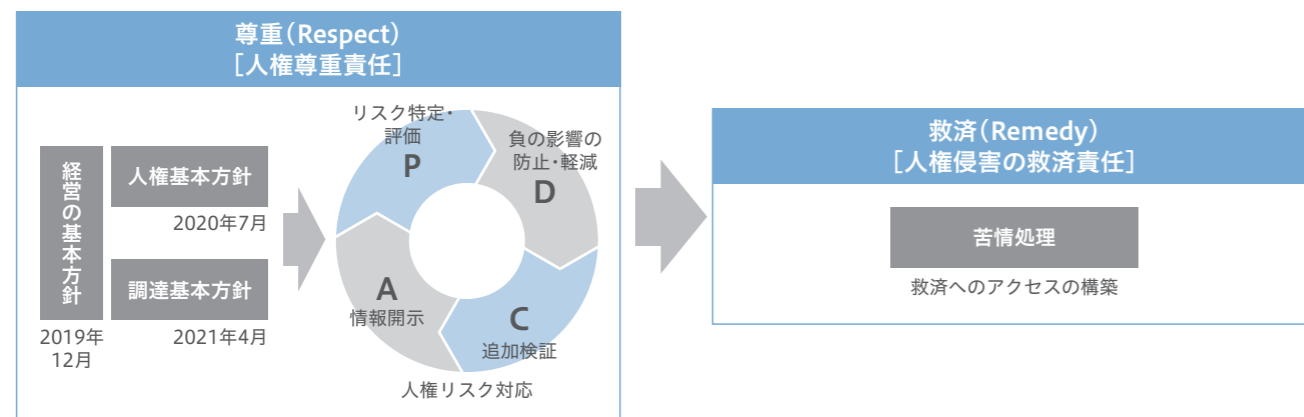 尊重（Respect）
［人権尊重責任］
経営の基本方針
2019年
12月
人権基本方針
2020年7月
調達基本方針
2021年4月
リスク特定・
評価
P
負の影響の
防止・軽減
D
C
追加検証
A
情報開示
人権リスク対応
救済（Remedy）
［人権侵害の救済責任］
苦情処理
救済へのアクセスの構築